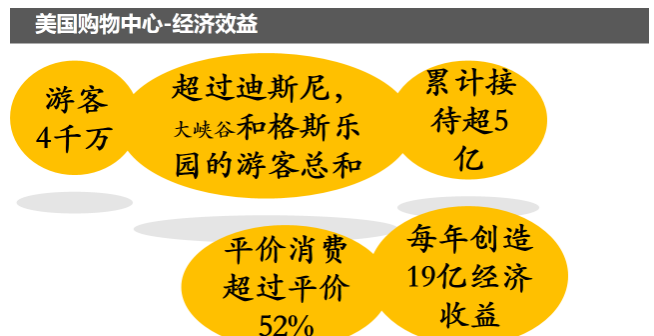 美国购物中心-经济效益
游客
4千万
超过迪斯尼，
大峡谷和格斯乐
园的游客总和
累计接
待超5
亿
平价消费
超过平价
52%
每年创造
19亿经济
收益